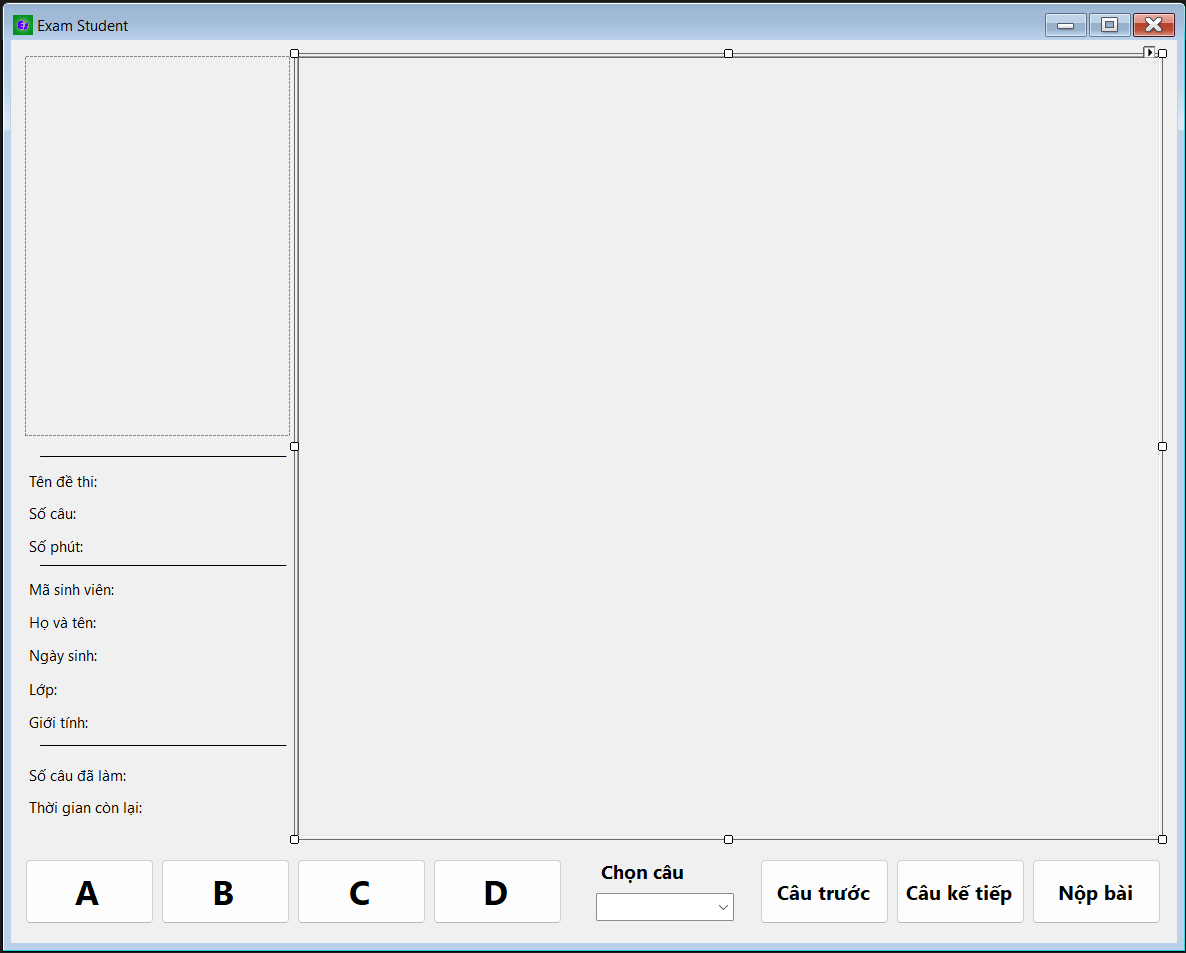 Exam Student
Tên đề thi:
Số câu:
Số phút:
Mã sinh viên:
Họ và tên:
Ngày sinh:
Lớp:
Giới tính:
Số câu đã làm:
Thời gian còn lại:
A B C D
Chọn câu
Câu trước Câu kế tiếp Nộp bài